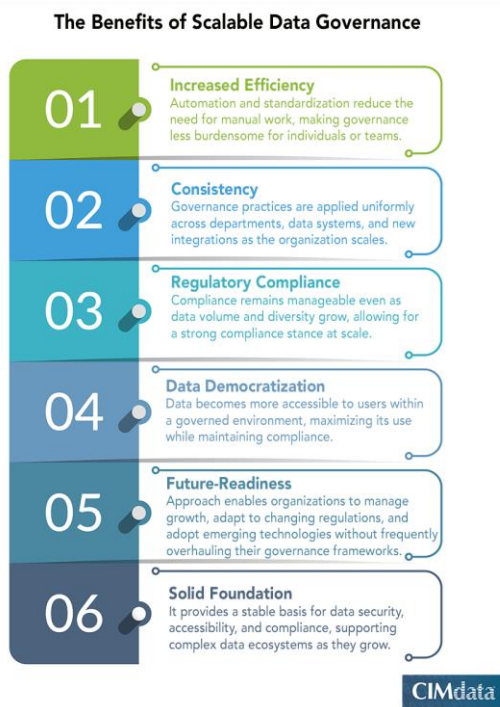 The Benefits of Scalable Data Governance
01
Increased Efficiency
Automation and standardization reduce the
need for manual work, making governance
less burdensome for individuals or teams.
02
Consistency
Governance practices are applied uniformly
across departments, data systems, and new
integrations as the organization scales.
03
Regulatory Compliance
Compliance remains manageable even as
data volume and diversity grow, allowing for
a strong compliance stance at scale.
04
Data Democratization
Data becomes more accessible to users within
a governed environment, maximizing its use
while maintaining compliance.
05
Future-Readiness
Approach enables organizations to manage
growth, adapt to changing regulations, and
adopt emerging technologies without frequently
overhauling their governance frameworks.
06
Solid Foundation
It provides a stable basis for data security,
accessibility, and compliance, supporting
complex data ecosystems as they grow.
CIMdata